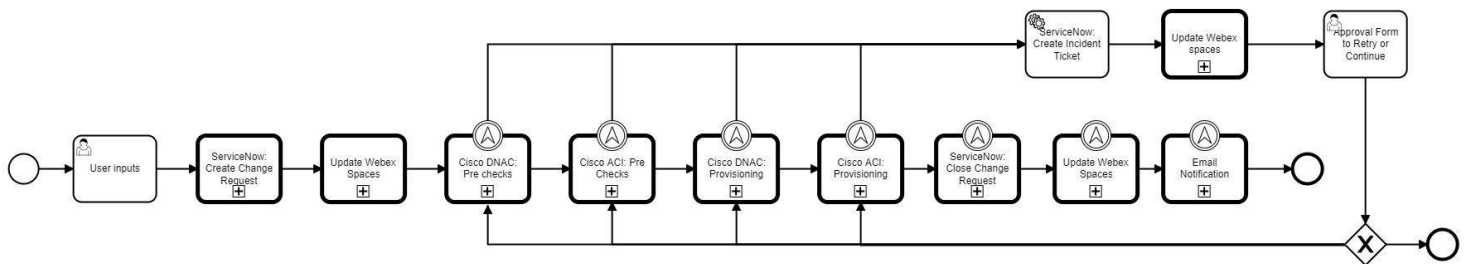 ServiceNow:
Create Incident
Ticket
Update Webex
spaces
Approval Form
to Retry or
Continue
User inputs
ServiceNow:
Create Change
Request
Update Webex
Spaces
Cisco DNAC:
Pre checks
Cisco ACI: Pre
Checks
Cisco DNAC:
Provisioning
Cisco ACI:
Provisioning
ServiceNow:
Close Change
Request
Update Webex
Spaces
Email
Notification